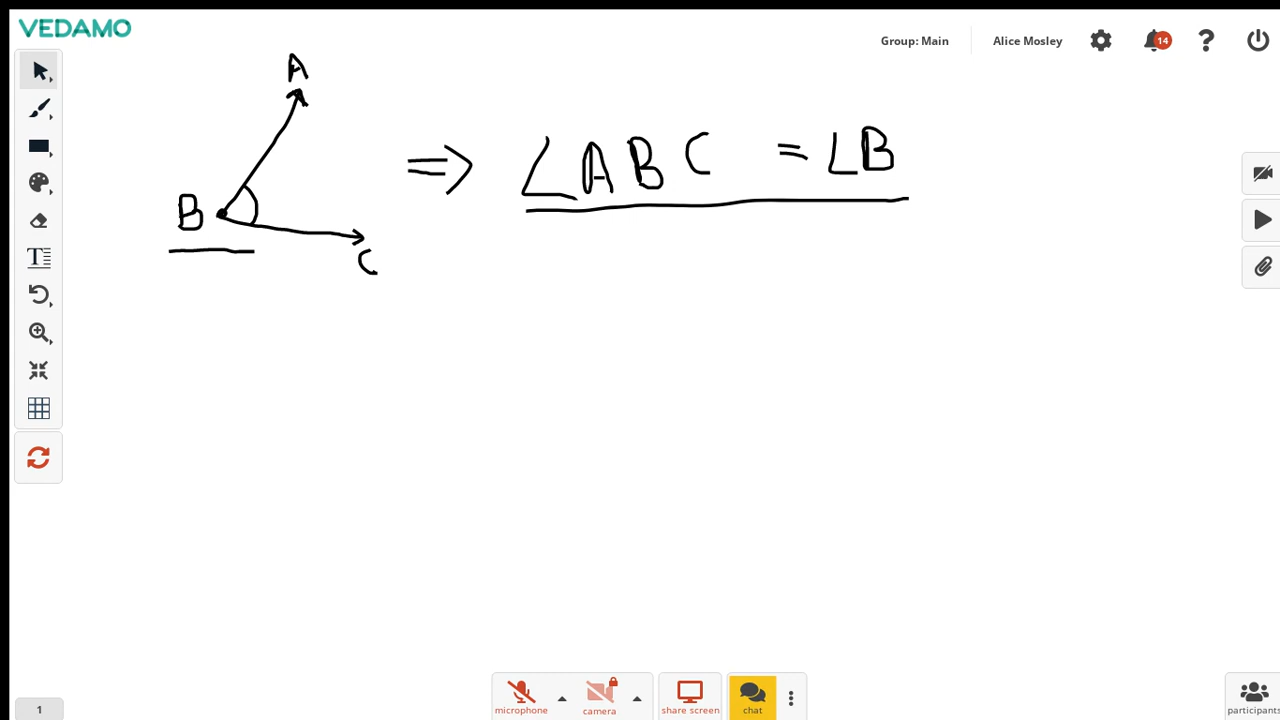 VEDAMO
Group: Main
Alice Mosley
14
A
B
C
=> ∠ABC = ∠B
T
1
microphone
camera
share screen
chat
participants